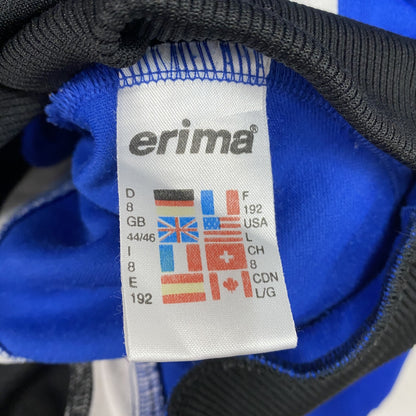 erima®
D F
8 192
GB USA
44/46 L
I CH
8 8
E CDN
192 L/G